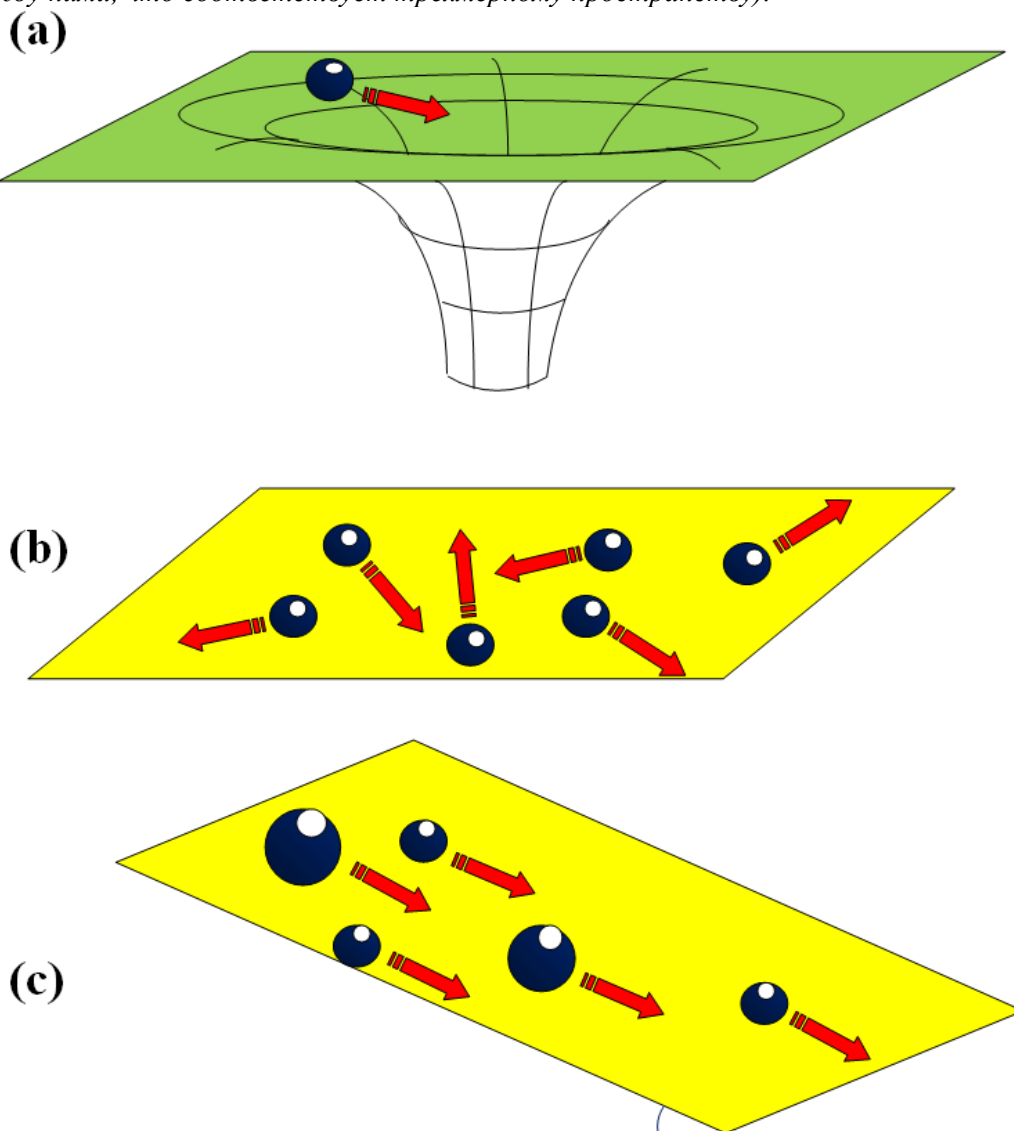 что соответствует трехмерному пространству).
(a)
(b)
(c)